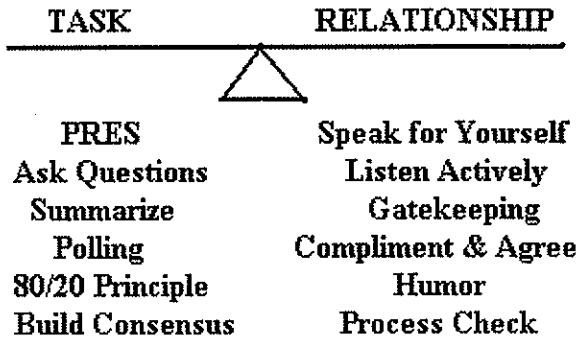 TASK RELATIONSHIP
PRES Speak for Yourself
Ask Questions Listen Actively
Summarize Gatekeeping
Polling Compliment & Agree
80/20 Principle Humor
Build Consensus Process Check